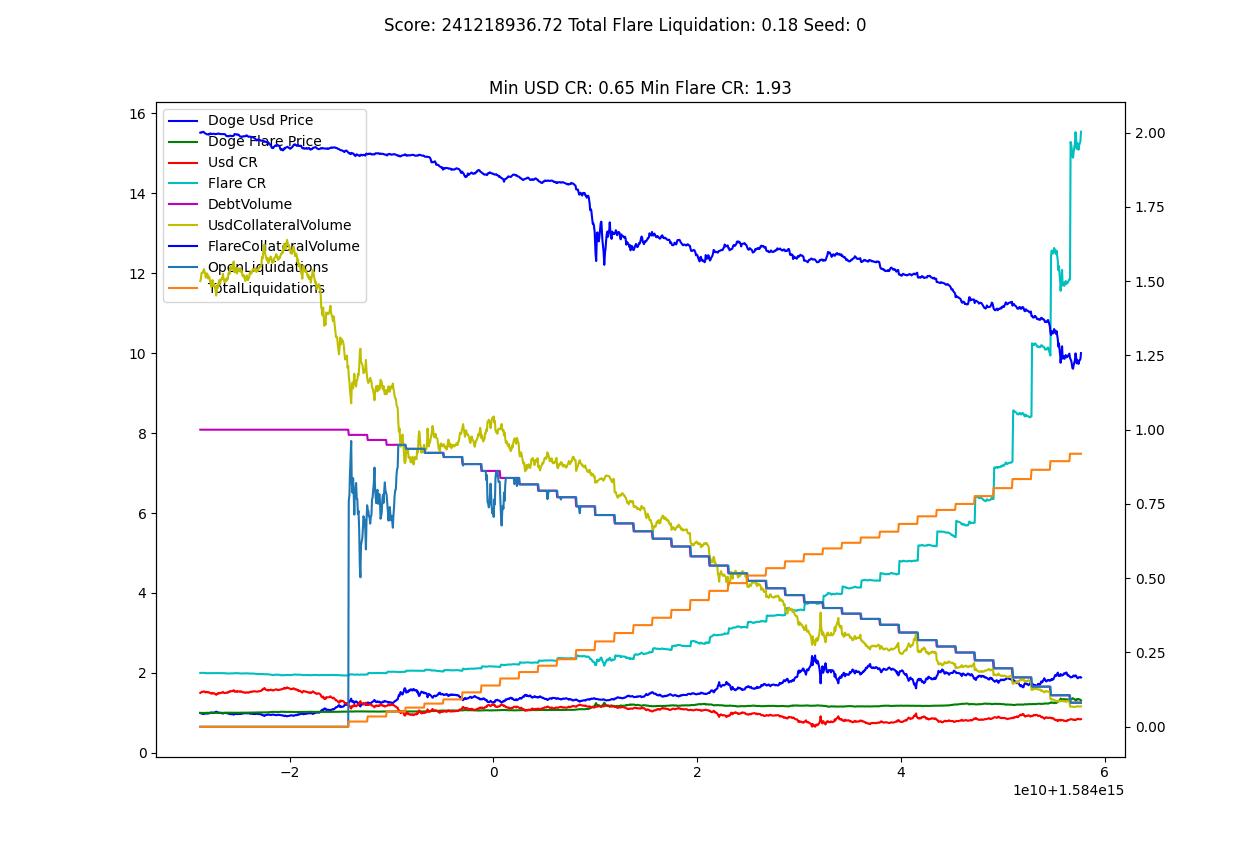 Score: 241218936.72 Total Flare Liquidation: 0.18 Seed: 0
Min USD CR: 0.65 Min Flare CR: 1.93
Doge Usd Price
Doge Flare Price
Usd CR
Flare CR
DebtVolume
UsdCollateralVolume
FlareCollateralVolume
OpenLiquidations
TotalLiquidations
16
14
12
10
8
6
4
2
0
2.00
1.75
1.50
1.25
1.00
0.75
0.50
0.25
0.00
−2
0
2
4
6
1e10+1.584e15